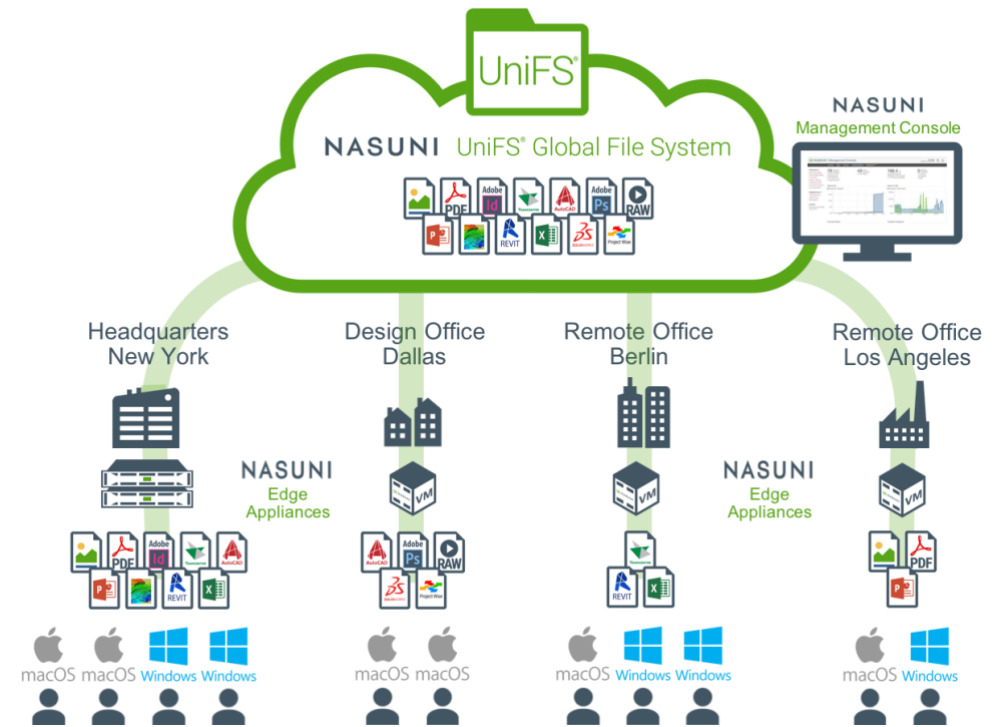 UniFS®
NASUNI UniFS® Global File System
NASUNI
Management Console
PDF
Adobe
Id
AutoCAD
Adobe
Ps
RAW
P
REVIT
X
Project Wise
Headquarters
New York
Design Office
Dallas
Remote Office
Berlin
Remote Office
Los Angeles
NASUNI
Edge
Appliances
VM
VM
NASUNI
Edge
Appliances
VM
PDF
Adobe
Id
AutoCAD
P
REVIT
X
AutoCAD
Adobe
Ps
RAW
Project Wise
REVIT
X
PDF
P
macOS macOS Windows Windows
macOS macOS
macOS Windows Windows
macOS Windows